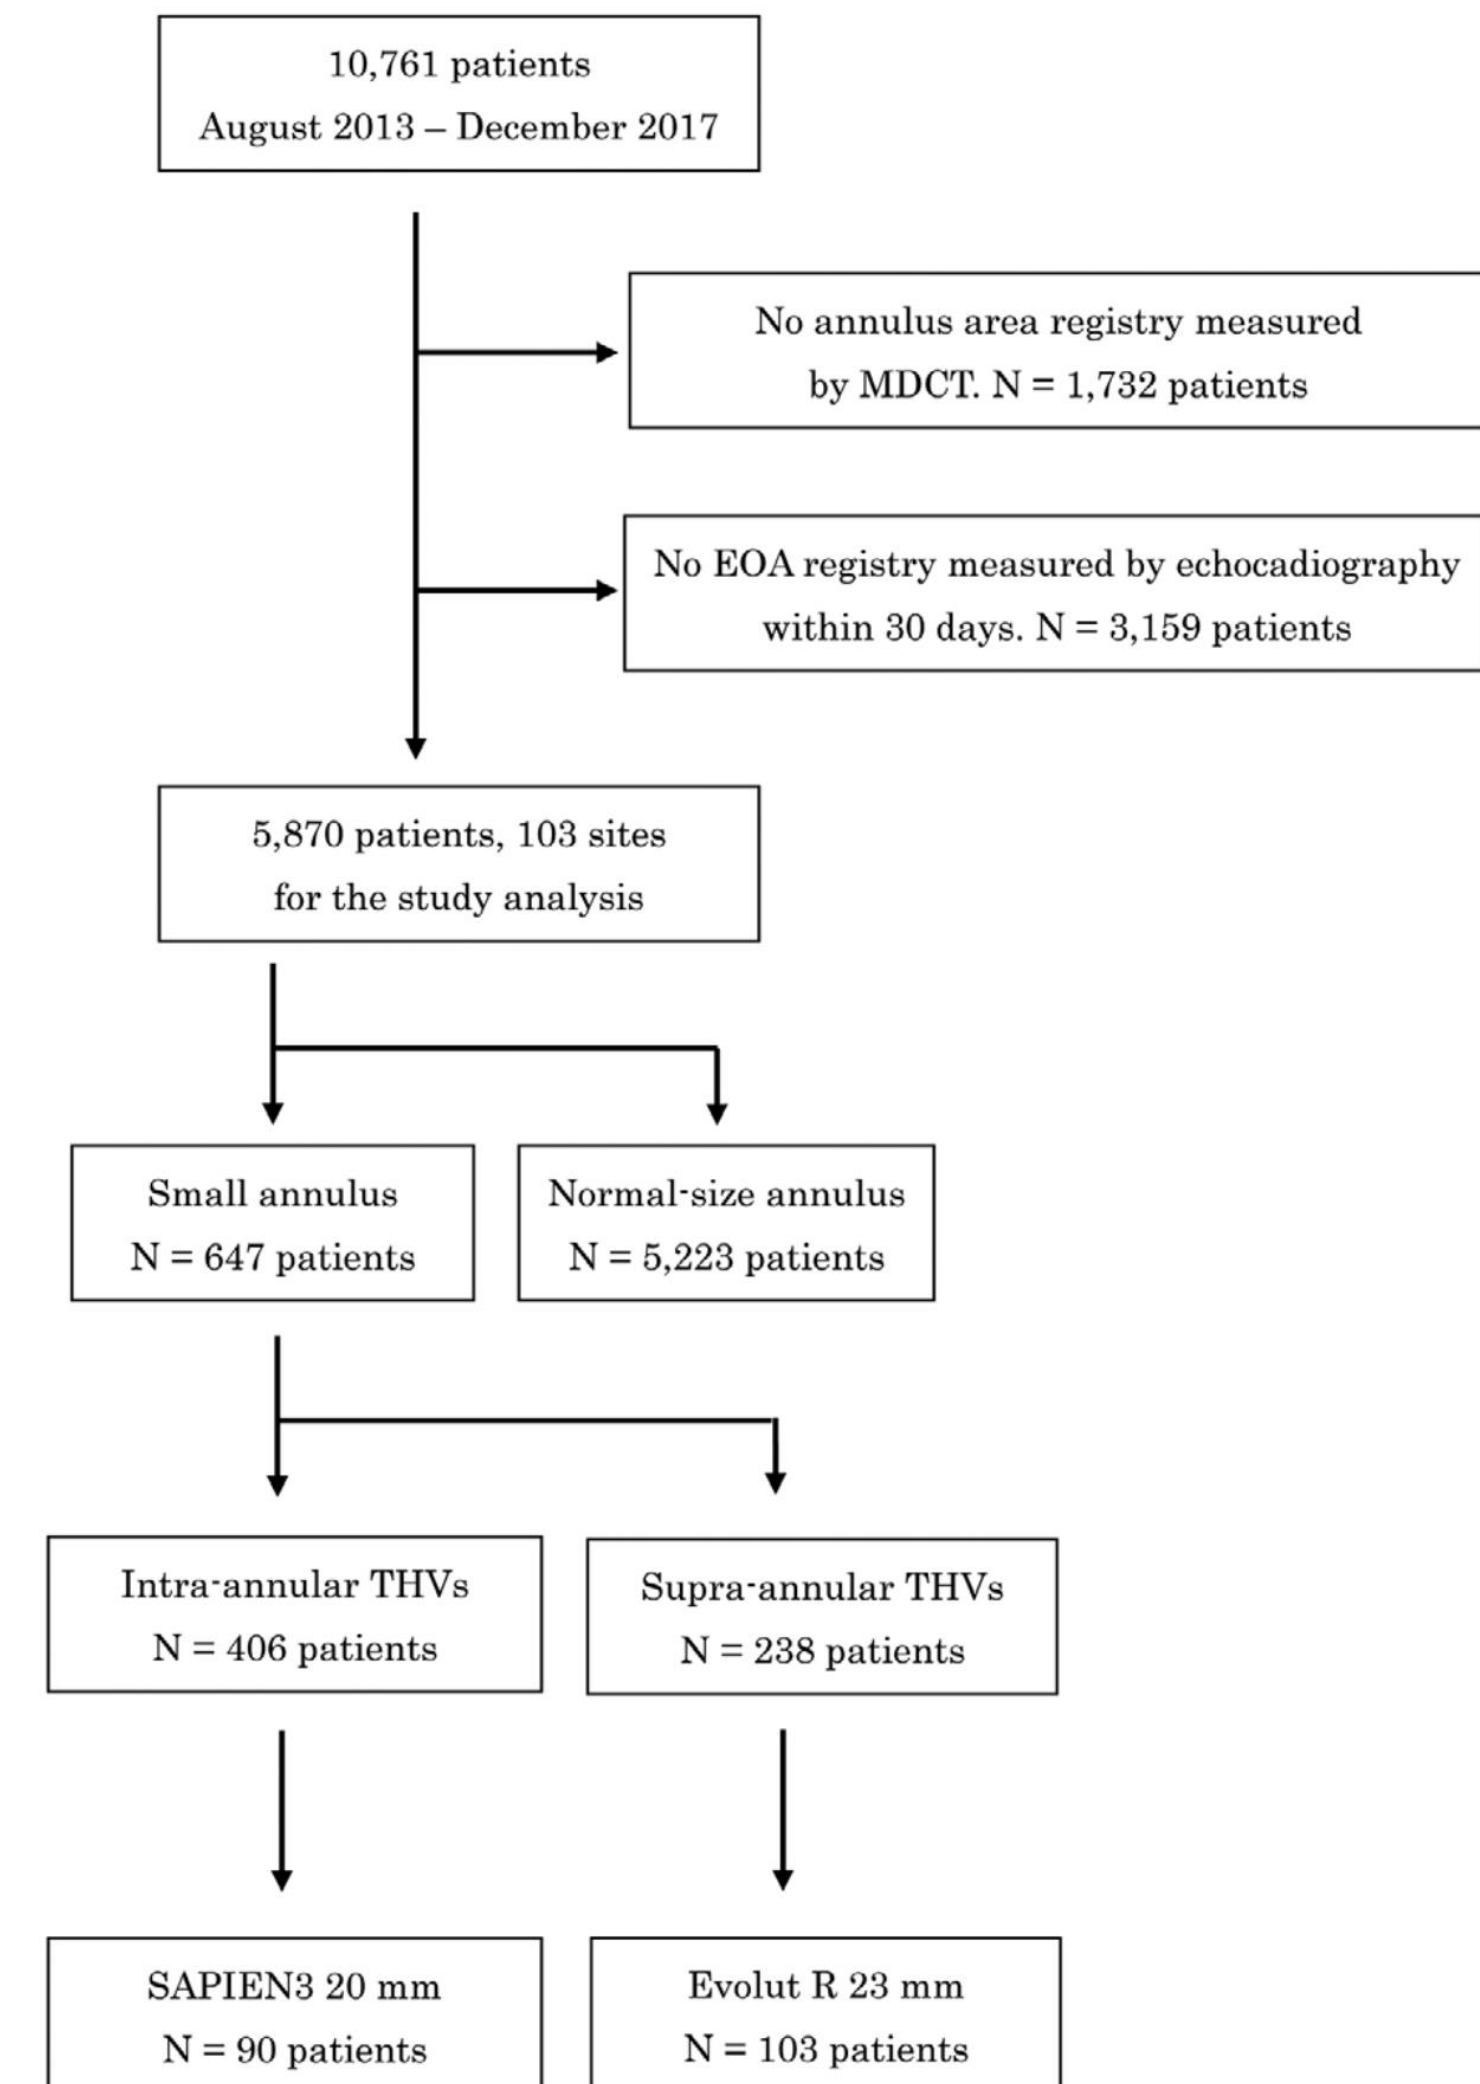 10,761 patients
August 2013 – December 2017
No annulus area registry measured
by MDCT. N = 1,732 patients
No EOA registry measured by echocadiography
within 30 days. N = 3,159 patients
5,870 patients, 103 sites
for the study analysis
Small annulus
N = 647 patients
Normal-size annulus
N = 5,223 patients
Intra-annular THVs
N = 406 patients
Supra-annular THVs
N = 238 patients
SAPIEN3 20 mm
N = 90 patients
Evolut R 23 mm
N = 103 patients